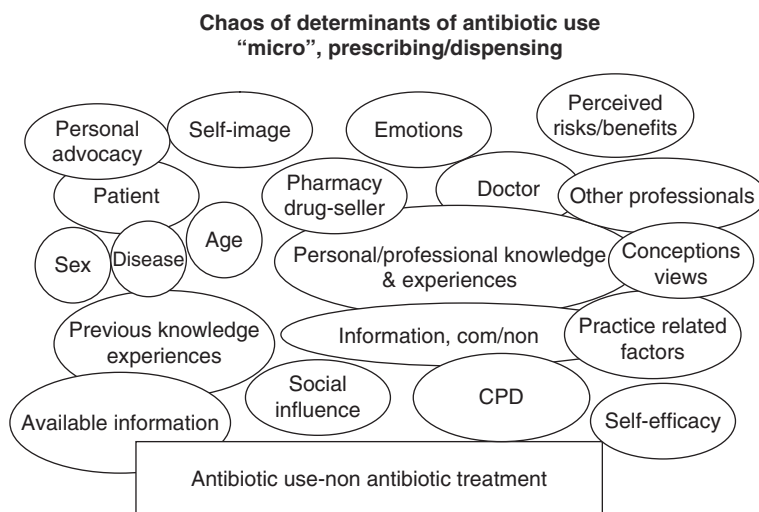 Chaos of determinants of antibiotic use
“micro”, prescribing/dispensing
Personal
advocacy
Self-image
Emotions
Perceived
risks/benefits
Patient
Pharmacy
drug-seller
Doctor
Other professionals
Sex
Disease
Age
Personal/professional knowledge
& experiences
Conceptions
views
Previous knowledge
experiences
Information, com/non
Practice related
factors
Available information
Social
influence
CPD
Self-efficacy
Antibiotic use-non antibiotic treatment